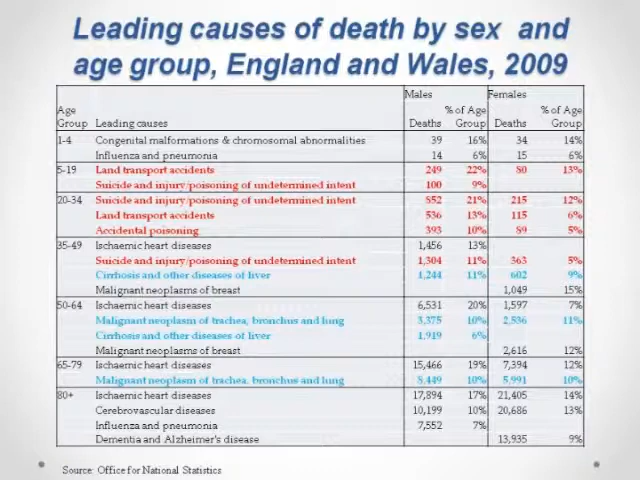 Leading causes of death by sex and
age group, England and Wales, 2009
Males Females
Age % of Age % of Age
Group Leading causes Deaths Group Deaths Group
1-4 Congenital malformations & chromosomal abnormalities 39 16% 34 14%
Influenza and pneumonia 14 6% 15 6%
5-19 Land transport accidents 249 22% 80 13%
Suicide and injury/poisoning of undetermined intent 100 9%
20-34 Suicide and injury/poisoning of undetermined intent 852 21% 215 12%
Land transport accidents 536 13% 115 6%
Accidental poisoning 393 10% 89 5%
35-49 Ischaemic heart diseases 1,456 13%
Suicide and injury/poisoning of undetermined intent 1,304 11% 363 5%
Cirrhosis and other diseases of liver 1,244 11% 602 9%
Malignant neoplasms of breast 1,049 15%
50-64 Ischaemic heart diseases 6,531 20% 1,597 7%
Malignant neoplasm of trachea, bronchus and lung 3,375 10% 2,536 11%
Cirrhosis and other diseases of liver 1,919 6%
Malignant neoplasms of breast 2,616 12%
65-79 Ischaemic heart diseases 15,466 19% 7,394 12%
Malignant neoplasm of trachea, bronchus and lung 8,449 10% 5,991 10%
80+ Ischaemic heart diseases 17,894 17% 21,405 14%
Cerebrovascular diseases 10,199 10% 20,686 13%
Influenza and pneumonia 7,552 7%
Dementia and Alzheimer's disease 13,935 9%
Source: Office for National Statistics